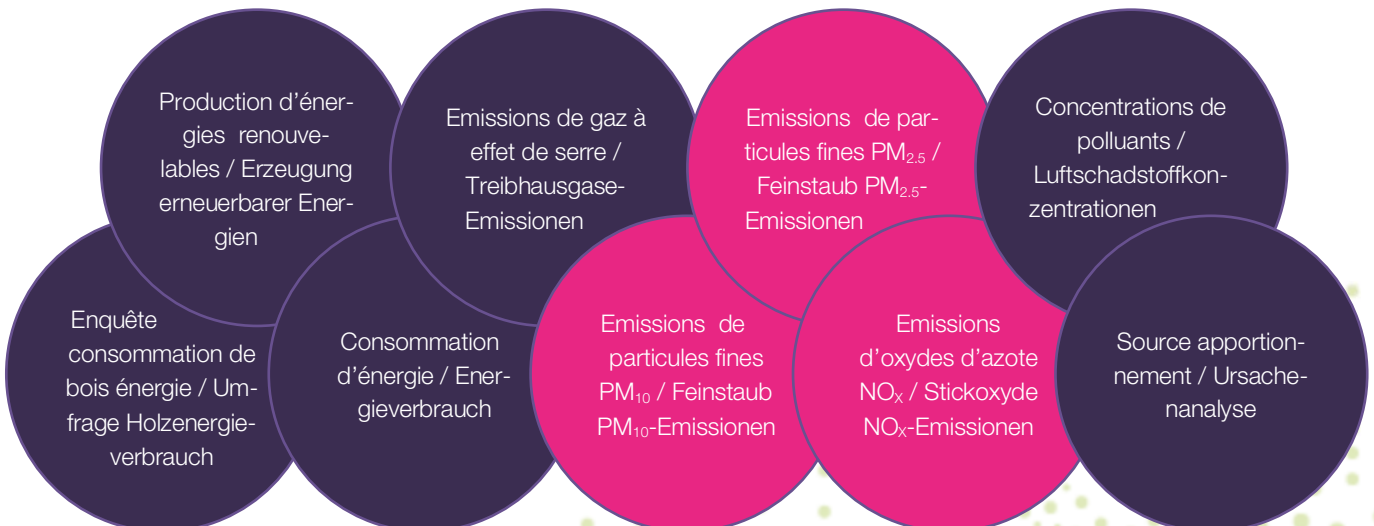 Production d'éner-
gies renouve-
lables / Erzeugung
erneuerbarer Ener-
gien
Emissions de gaz à
effet de serre /
Treibhausgase-
Emissionen
Emissions de par-
ticules fines PM2.5 /
Feinstaub PM2.5-
Emissionen
Concentrations de
polluants /
Luftschadstoffkon-
zentrationen
Enquête
consommation de
bois énergie / Um-
frage Holzenergie-
verbrauch
Consommation
d'énergie / Ener-
gieverbrauch
Emissions de
particules fines
PM10 / Feinstaub
PM10-Emissionen
Emissions
d'oxydes d'azote
NOX / Stickoxyde
NOX-Emissionen
Source apportion-
nement / Ursache-
nanalyse